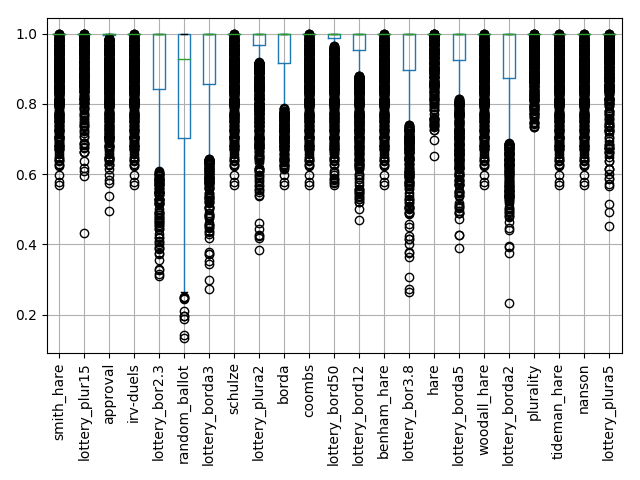 1.0
0.8
0.6
0.4
0.2
smith_hare
lottery_plur15
approval
irv-duels
lottery_bor2.3
random_ballot
lottery_borda3
schulze
lottery_plura2
borda
coombs
lottery_bord50
lottery_bord12
benham_hare
lottery_bor3.8
hare
lottery_borda5
woodall_hare
lottery_borda2
plurality
tideman_hare
nanson
lottery_plura5